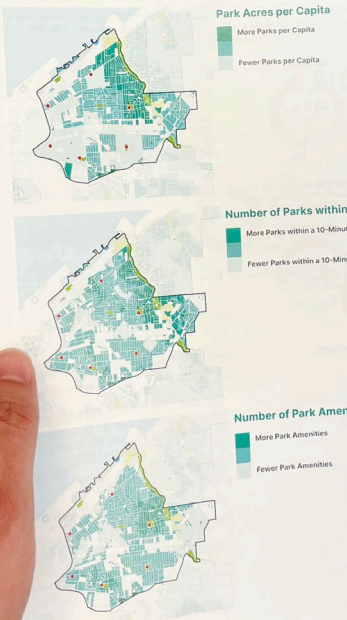 Park Acres per Capita
More Parks per Capita
Fewer Parks per Capita
Number of Parks within
More Parks within a 10-Minut
Fewer Parks within a 10-Min
Number of Park Amen
More Park Amenities
Fewer Park Amenities